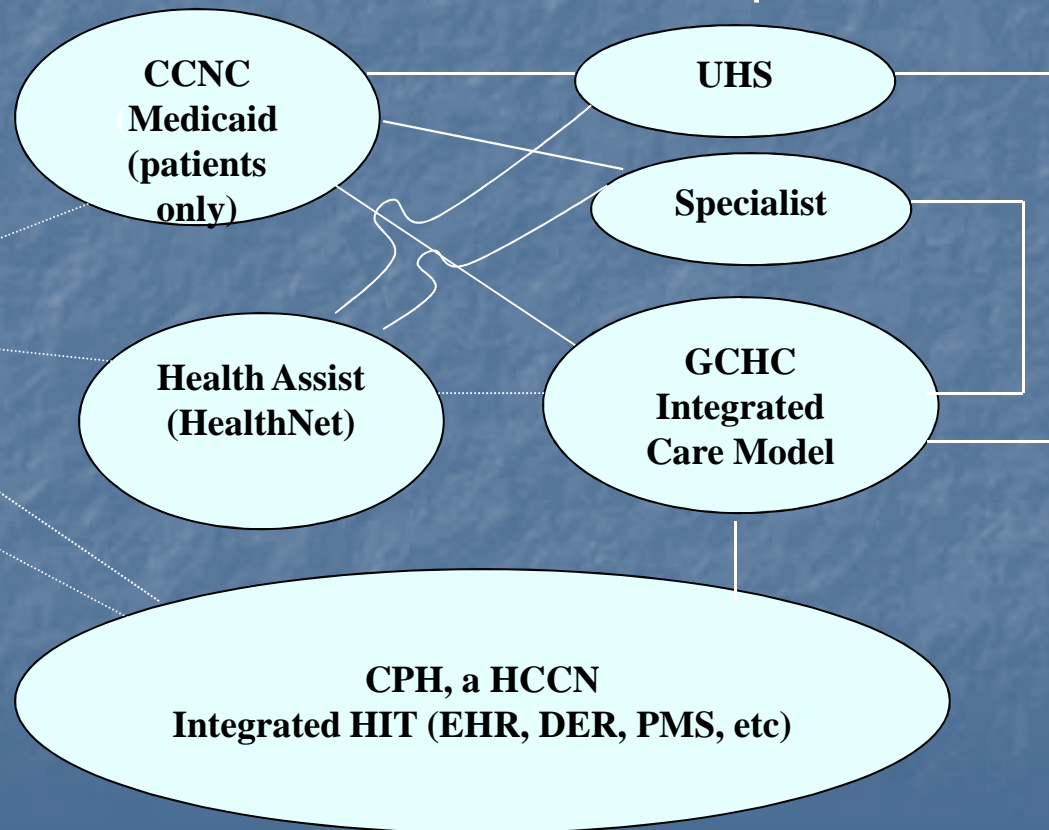 CCNC
(Medicaid
(patients
only)
UHS
Specialist
Health Assist
(HealthNet)
GCHC
Integrated
Care Model
CPH, a HCCN
Integrated HIT (EHR, DER, PMS, etc)